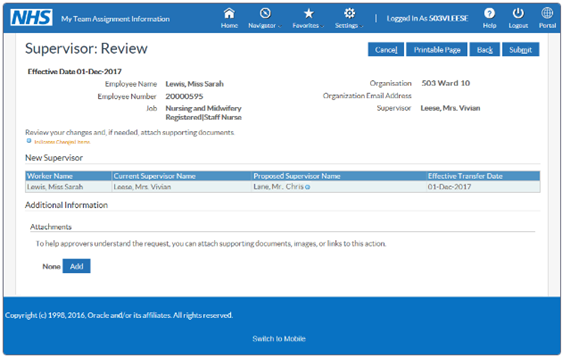 NHS My Team Assignment Information
Home Navigator Favorites Settings Logged In As 503VLEESE Help Logout Portal
Supervisor: Review
Cancel Printable Page Back Submit
Effective Date 01-Dec-2017
Employee Name Lewis, Miss Sarah Organisation 503 Ward 10
Employee Number 20000595 Organization Email Address
Job Nursing and Midwifery Supervisor Leese, Mrs. Vivian
Registered|Staff Nurse
Review your changes and, if needed, attach supporting documents
Indicates Changed Items
New Supervisor
Worker Name Current Supervisor Name Proposed Supervisor Name Effective Transfer Date
Lewis, Miss Sarah Leese, Mrs. Vivian Lane, Mr. Chris 01-Dec-2017
Additional Information
Attachments
To help approvers understand the request, you can attach supporting documents, images, or links to this action.
None Add
Copyright (c) 1998, 2016, Oracle and/or its affiliates. All rights reserved.
Switch to Mobile